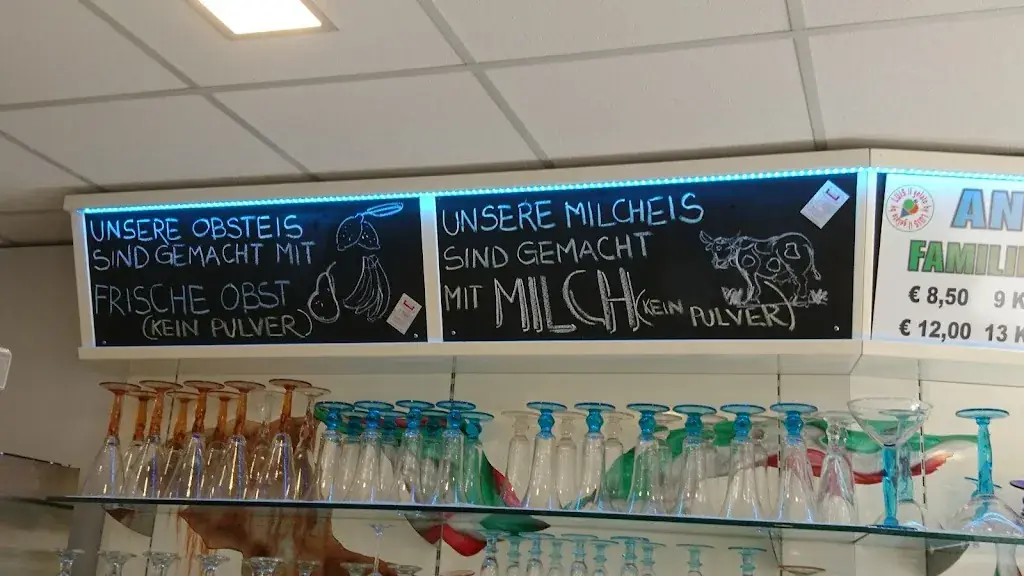 UNSERE OBSTEIS
SIND GEMACHT MIT
FRISCHE OBST
(KEIN PULVER)
UNSERE MILCHEIS
SIND GEMACHT
MIT MILCH (KEIN PULVER)
AN
FAMILI
€ 8,50 9 K
€ 12,00 13 K